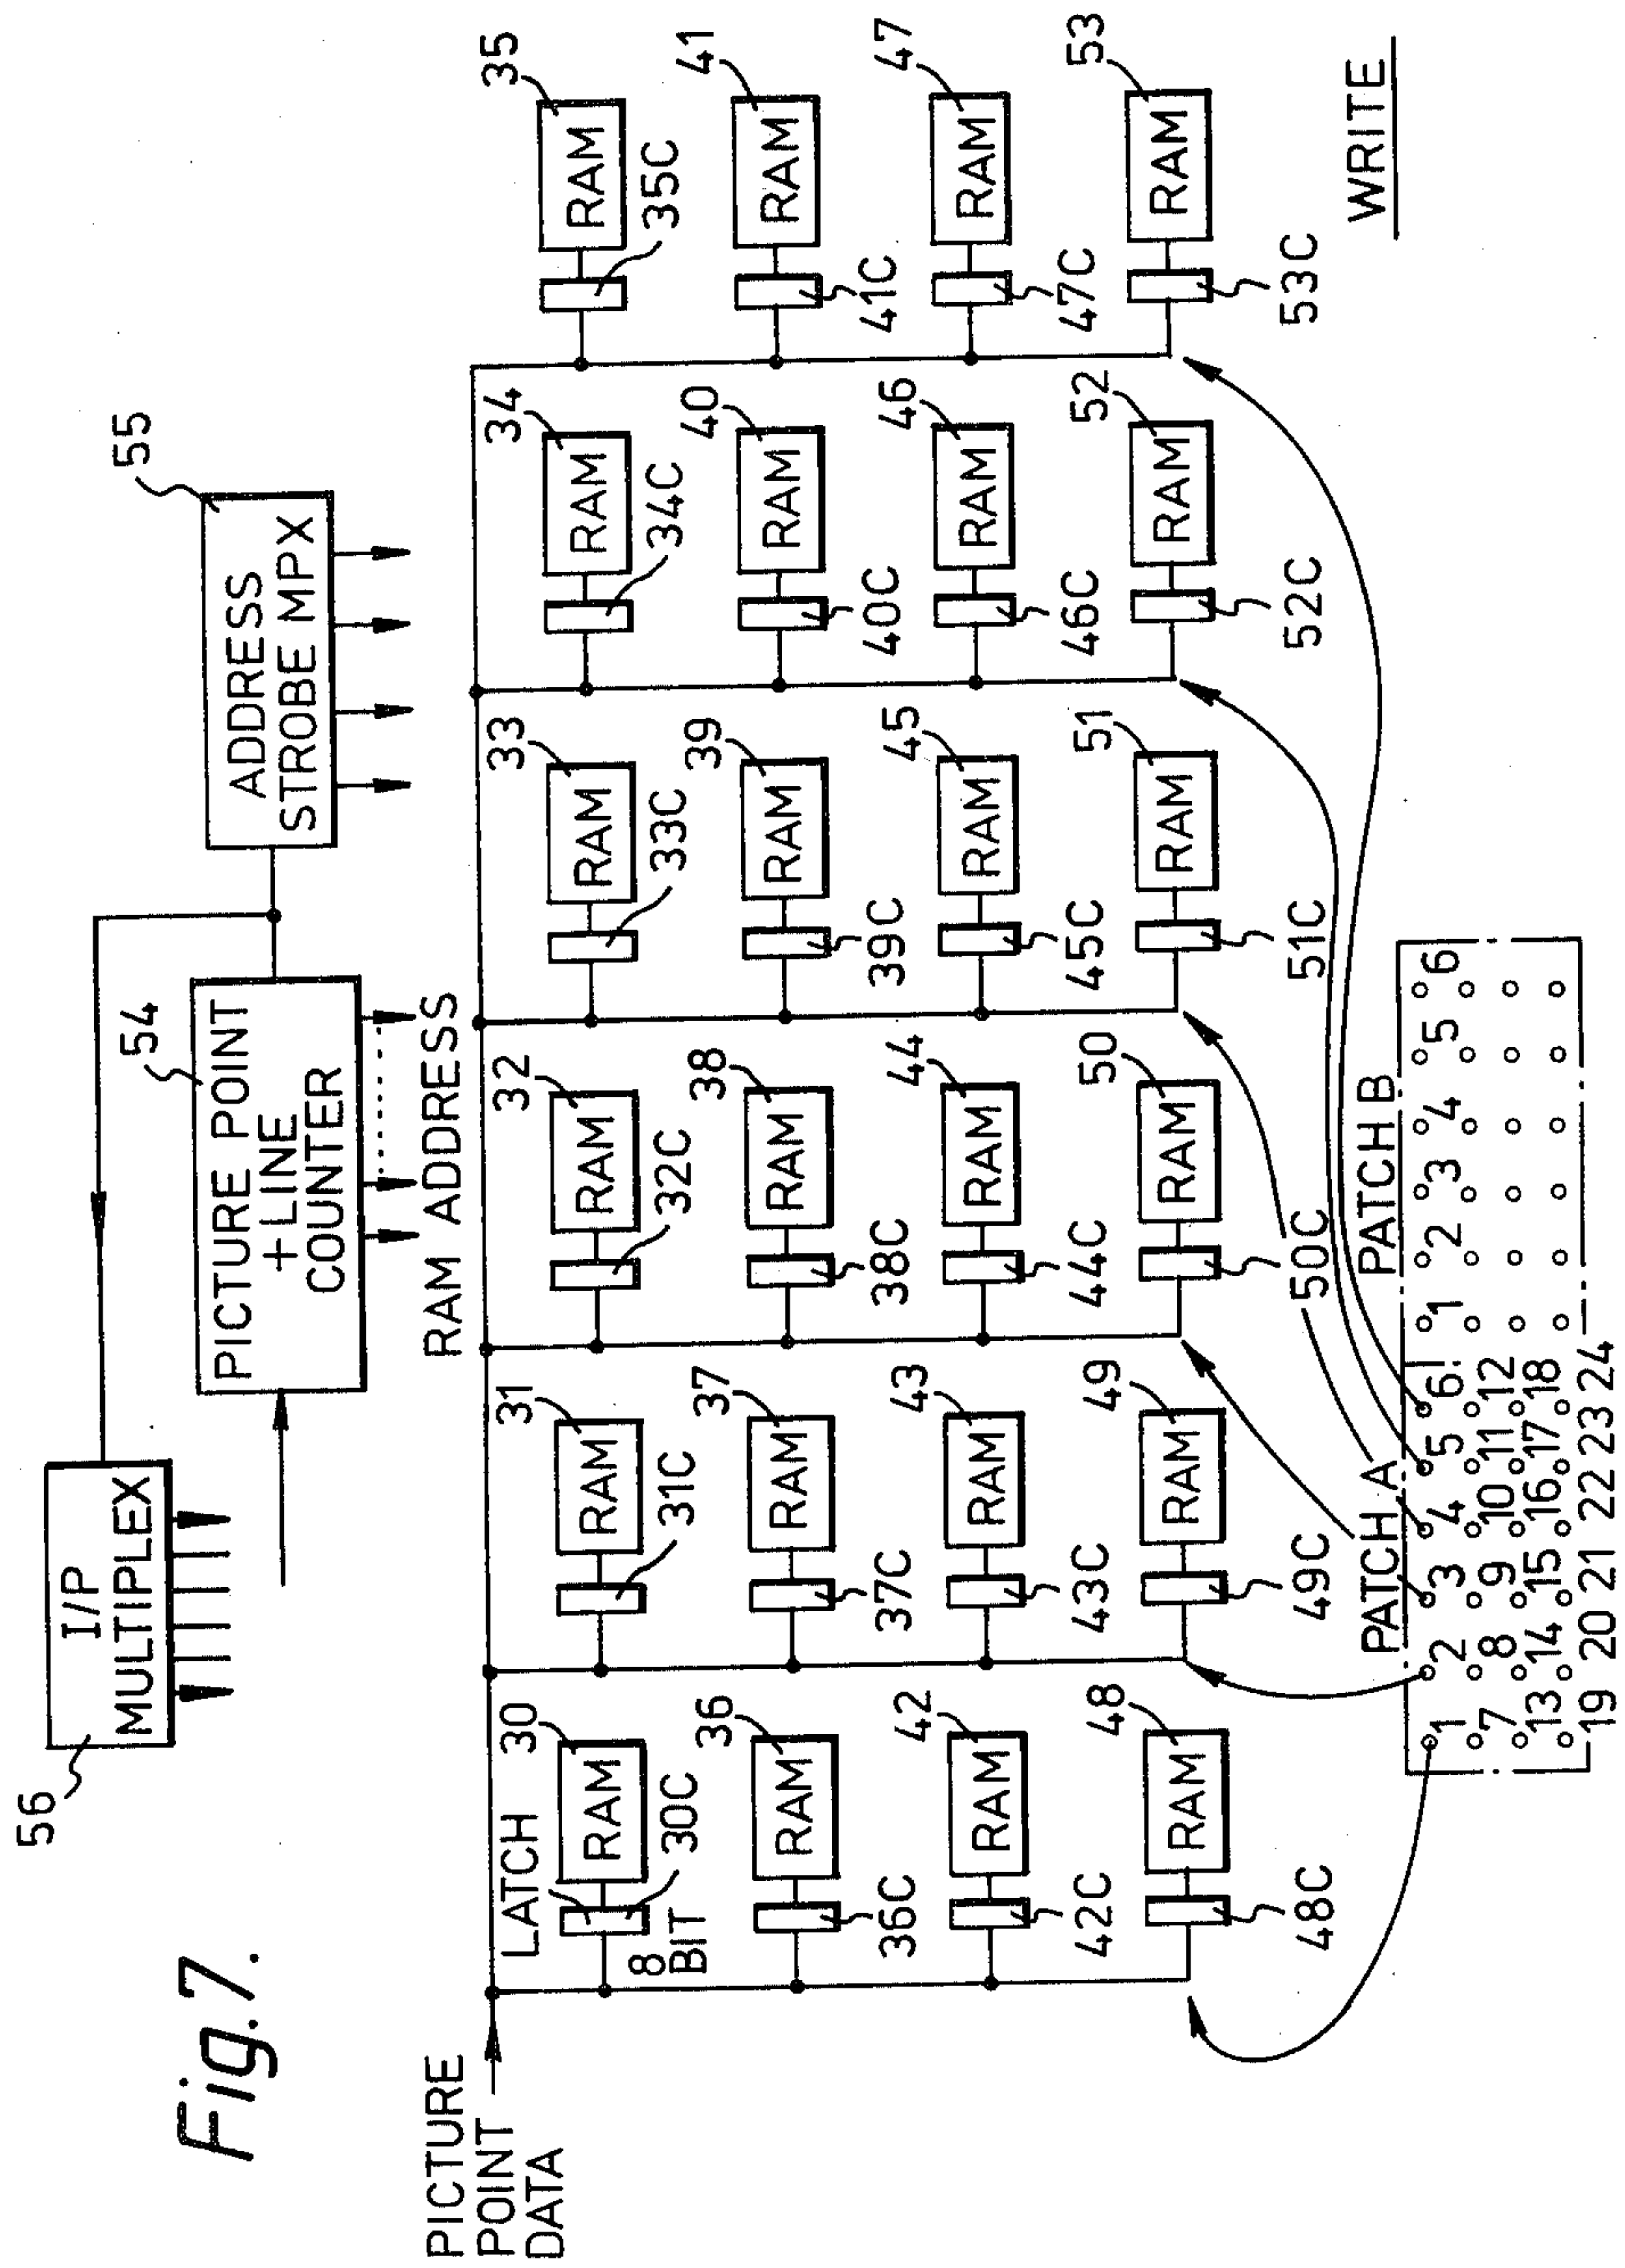 Fig.7.
56
I/P
MULTIPLEX
54
PICTURE POINT
+LINE
COUNTER
RAM ADDRESS
55
ADDRESS
STROBE MPX
PICTURE
POINT
DATA
LATCH
8
BIT
30 31 32 33 34 35
RAM RAM RAM RAM RAM RAM
30C 31C 32C 33C 34C 35C
36 37 38 39 40 41
RAM RAM RAM RAM RAM RAM
36C 37C 38C 39C 40C 41C
42 43 44 45 46 47
RAM RAM RAM RAM RAM RAM
42C 43C 44C 45C 46C 47C
48 49 50 51 52 53
RAM RAM RAM RAM RAM RAM
48C 49C 50C 51C 52C 53C
WRITE
PATCH A PATCH B
1 2 3 4 5 6 1 2 3 4 5 6
7 8 9 10 11 12
13 14 15 16 17 18
19 20 21 22 23 24